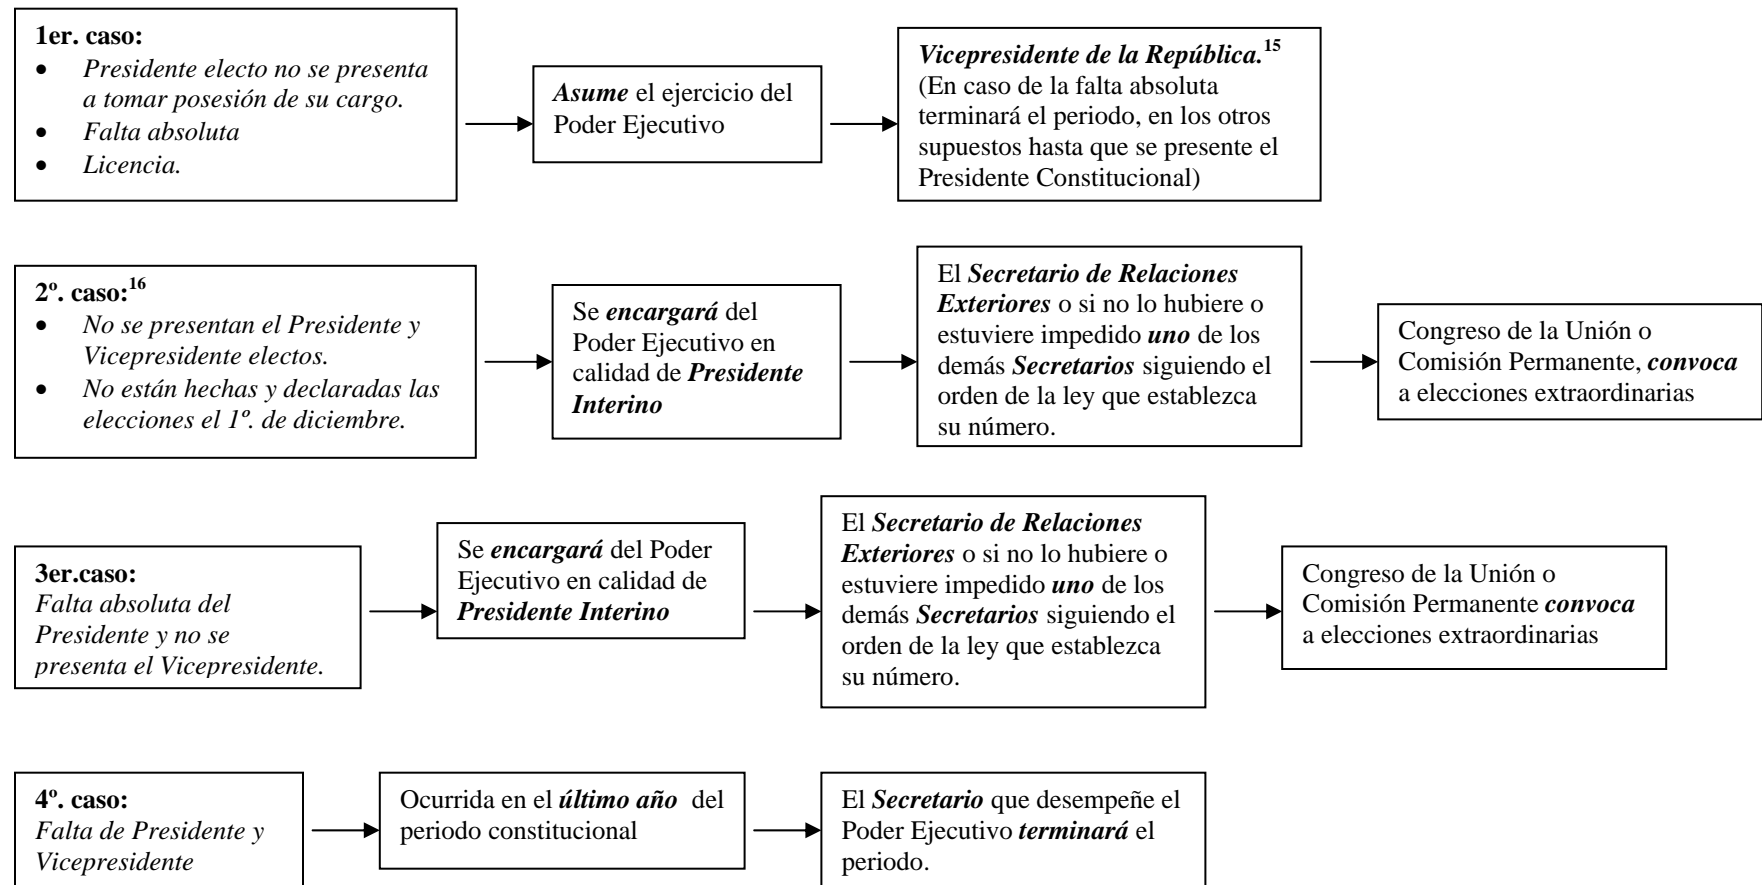 1er. caso:
• Presidente electo no se presenta
a tomar posesión de su cargo.
• Falta absoluta
• Licencia.
Asume el ejercicio del
Poder Ejecutivo
Vicepresidente de la República.15
(En caso de la falta absoluta
terminará el periodo, en los otros
supuestos hasta que se presente el
Presidente Constitucional)
2º. caso:16
• No se presentan el Presidente y
Vicepresidente electos.
• No están hechas y declaradas las
elecciones el 1º. de diciembre.
Se encargará del
Poder Ejecutivo en
calidad de Presidente
Interino
El Secretario de Relaciones
Exteriores o si no lo hubiere o
estuviere impedido uno de los
demás Secretarios siguiendo el
orden de la ley que establezca
su número.
Congreso de la Unión o
Comisión Permanente, convoca
a elecciones extraordinarias
3er.caso:
Falta absoluta del
Presidente y no se
presenta el Vicepresidente.
Se encargará del Poder
Ejecutivo en calidad de
Presidente Interino
El Secretario de Relaciones
Exteriores o si no lo hubiere o
estuviere impedido uno de los
demás Secretarios siguiendo el
orden de la ley que establezca
su número.
Congreso de la Unión o
Comisión Permanente convoca
a elecciones extraordinarias
4º. caso:
Falta de Presidente y
Vicepresidente
Ocurrida en el último año del
periodo constitucional
El Secretario que desempeñe el
Poder Ejecutivo terminará el
periodo.